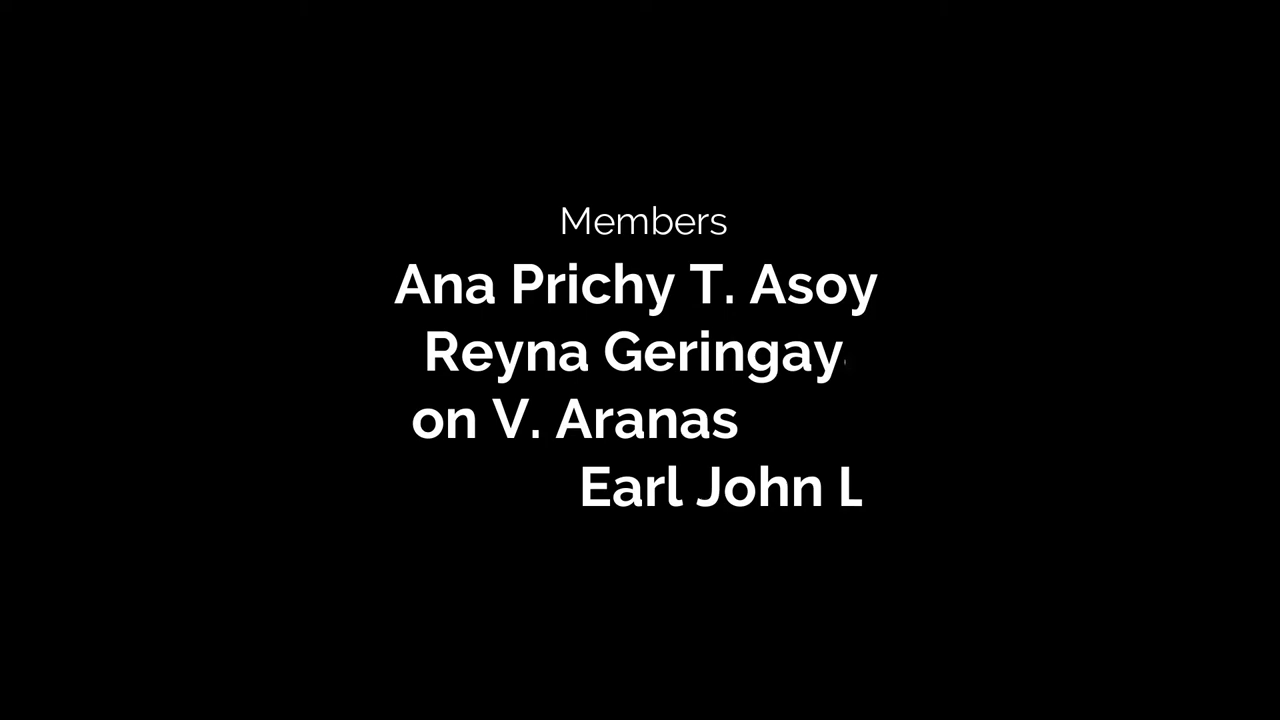 Members
Ana Prichy T. Asoy
Reyna Geringay
on V. Aranas
Earl John L